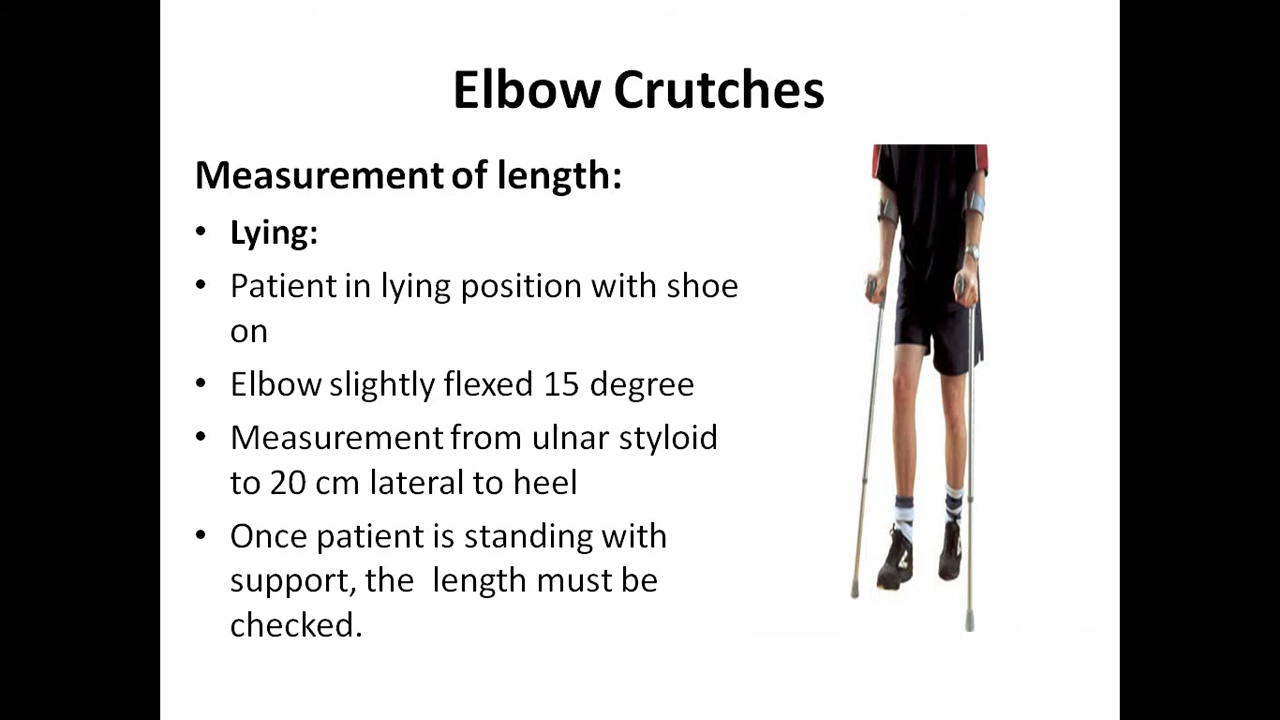 Elbow Crutches
Measurement of length:
• Lying:
• Patient in lying position with shoe
on
• Elbow slightly flexed 15 degree
• Measurement from ulnar styloid
to 20 cm lateral to heel
• Once patient is standing with
support, the  length must be
checked.